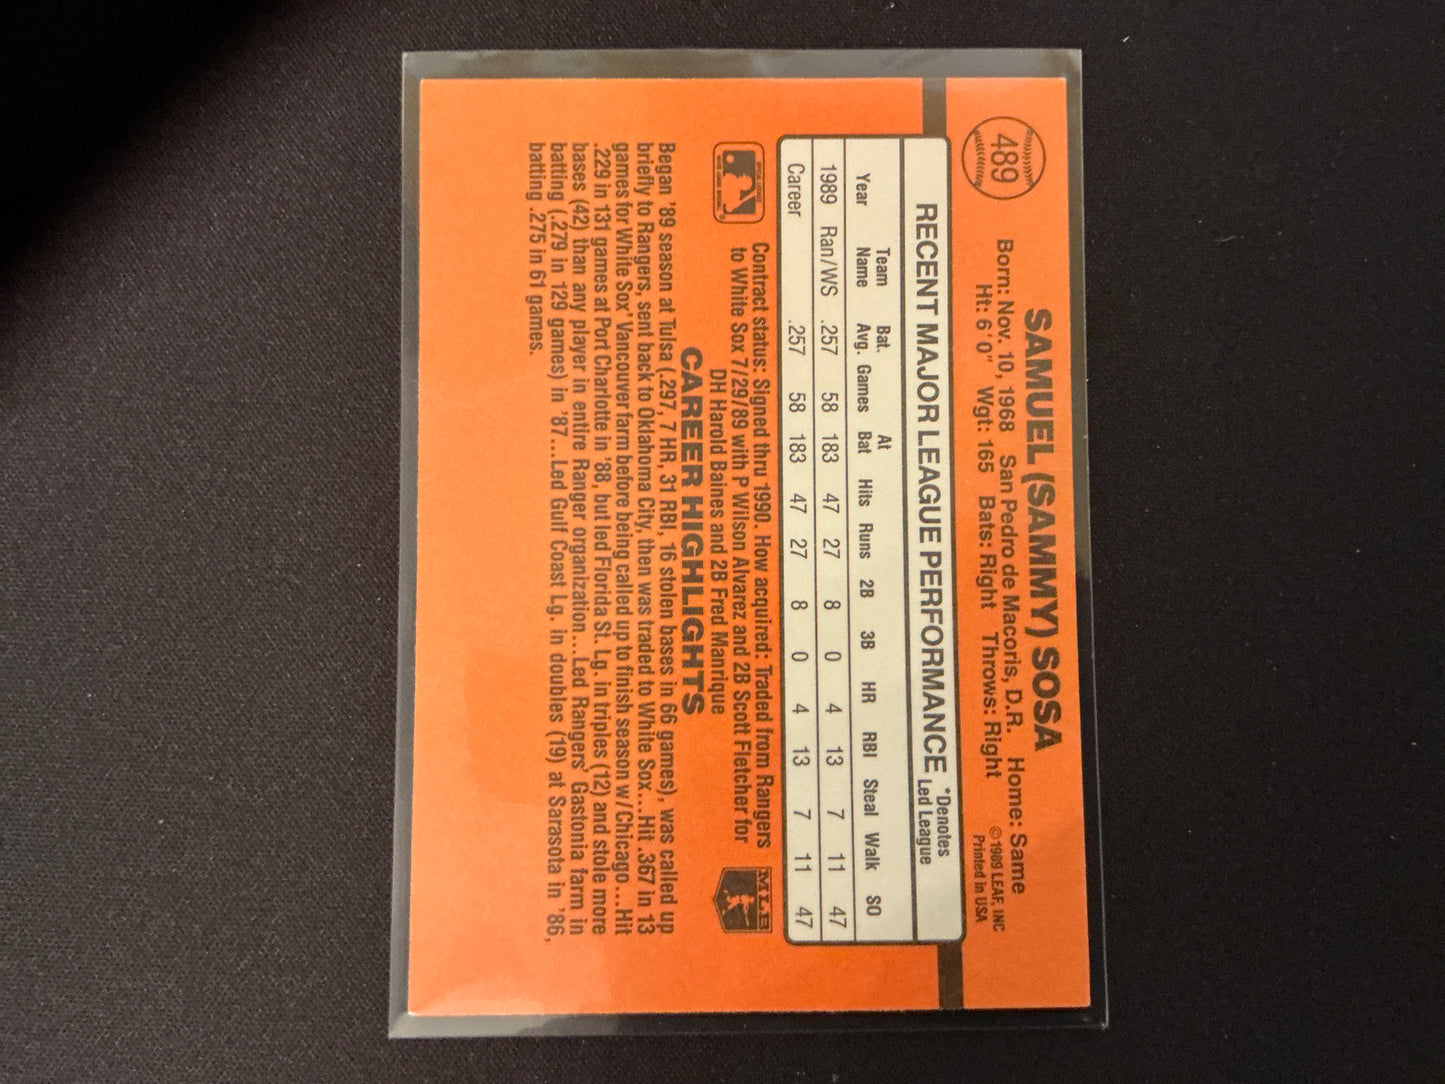 489
SAMUEL (SAMMY) SOSA
Born: Nov. 10, 1968 San Pedro de Macoris, D.R. Home: Same
Ht: 6'0" Wgt: 165 Bats: Right Throws: Right
©1989 LEAF, INC
Printed In USA
RECENT MAJOR LEAGUE PERFORMANCE *Denotes Led League
Year Team Name Bat. Avg. Games At Bat Hits Runs 2B 3B HR RBI Steal Walk SO
1989 Ran/WS .257 58 183 47 27 8 0 4 13 7 11 47
Career .257 58 183 47 27 8 0 4 13 7 11 47
Contract status: Signed thru 1990. How acquired: Traded from Rangers
to White Sox 7/29/89 with P Wilson Alvarez and 2B Scott Fletcher for
DH Harold Baines and 2B Fred Manrique
MLB
CAREER HIGHLIGHTS
Began '89 season at Tulsa (.297, 7 HR, 31 RBI, 16 stolen bases in 66 games), was called up
briefly to Rangers, sent back to Oklahoma City, then was traded to White Sox...Hit .367 in 13
games for White Sox' Vancouver farm before being called up to finish season w/Chicago...Hit
.229 in 131 games at Port Charlotte in '88, but led Florida St. Lg. in triples (12) and stole more
bases (42) than any player in entire Ranger organization...Led Rangers' Gastonia farm in
batting (.279 in 129 games) in '87...Led Gulf Coast Lg. in doubles (19) at Sarasota in '86,
batting .275 in 61 games.